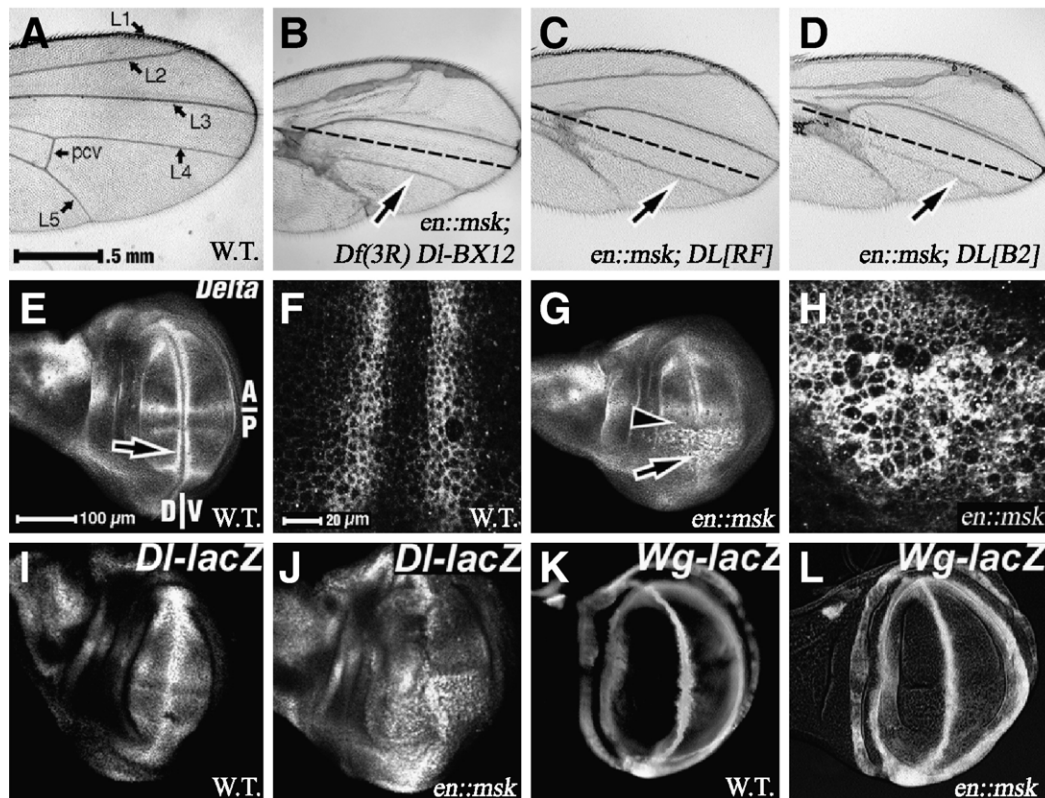 A
L1
L2
L3
pcv
L4
L5
.5 mm
W.T.
B
en::msk;
Df(3R) Dl-BX12
C
en::msk; DL[RF]
D
en::msk; DL[B2]
Delta
E
A
P
D|V
100 µm
W.T.
F
20 µm
W.T.
G
en::msk
H
en::msk
I
Dl-lacZ
W.T.
J
Dl-lacZ
en::msk
K
Wg-lacZ
W.T.
L
Wg-lacZ
en::msk